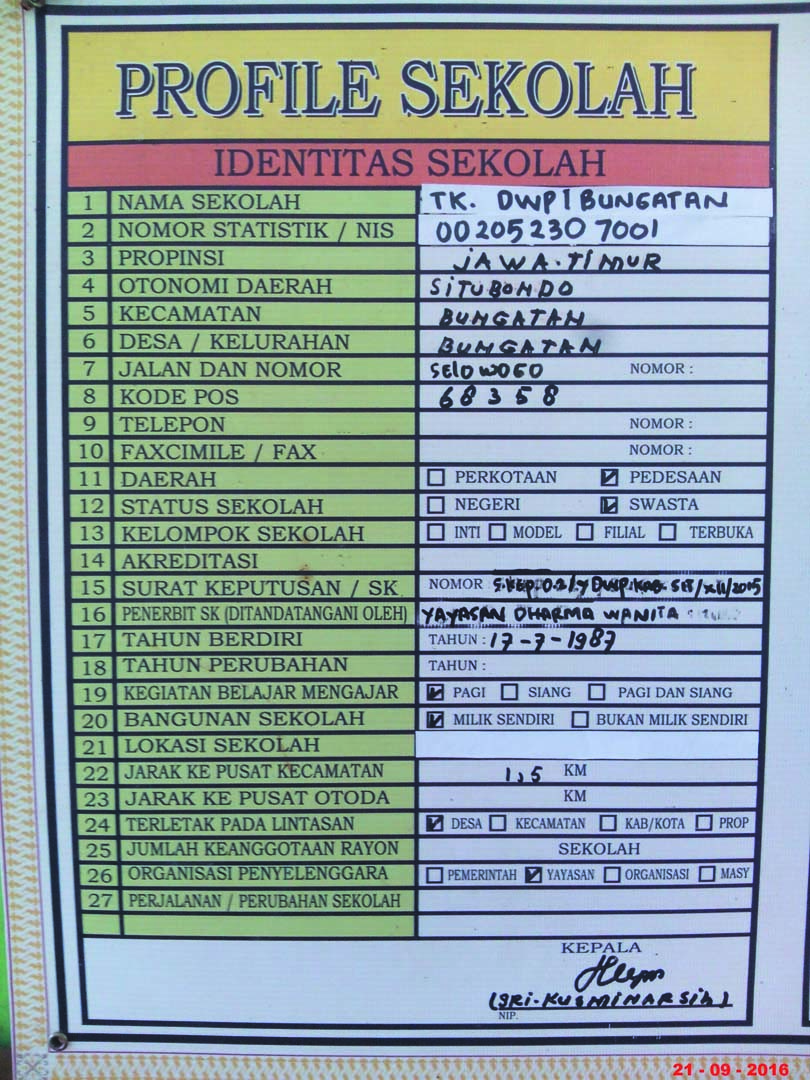 PROFILE SEKOLAH
IDENTITAS SEKOLAH
1 NAMA SEKOLAH TK. DWP 1 BUNGATAN
2 NOMOR STATISTIK / NIS 002052307001
3 PROPINSI JAWA-TIMUR
4 OTONOMI DAERAH SITUBONDO
5 KECAMATAN BUNGATAN
6 DESA / KELURAHAN BUNGATAN
7 JALAN DAN NOMOR SELOWOGO NOMOR :
8 KODE POS 68358
9 TELEPON NOMOR :
10 FAXCIMILE / FAX NOMOR :
11 DAERAH PERKOTAAN PEDESAAN
12 STATUS SEKOLAH NEGERI SWASTA
13 KELOMPOK SEKOLAH INTI MODEL FILIAL TERBUKA
14 AKREDITASI
15 SURAT KEPUTUSAN / SK NOMOR
16 PENERBIT SK (DITANDATANGANI OLEH) YAYASAN DHARMA WANITA
17 TAHUN BERDIRI TAHUN : 17-7-1987
18 TAHUN PERUBAHAN TAHUN :
19 KEGIATAN BELAJAR MENGAJAR PAGI SIANG PAGI DAN SIANG
20 BANGUNAN SEKOLAH MILIK SENDIRI BUKAN MILIK SENDIRI
21 LOKASI SEKOLAH
22 JARAK KE PUSAT KECAMATAN 1,5 KM
23 JARAK KE PUSAT OTODA KM
24 TERLETAK PADA LINTASAN DESA KECAMATAN KAB/KOTA PROP
25 JUMLAH KEANGGOTAAN RAYON SEKOLAH
26 ORGANISASI PENYELENGGARA PEMERINTAH YAYASAN ORGANISASI MASY
27 PERJALANAN / PERUBAHAN SEKOLAH
KEPALA
(SRI-KUSMINARSIH)
NIP.
21 - 09 - 2016